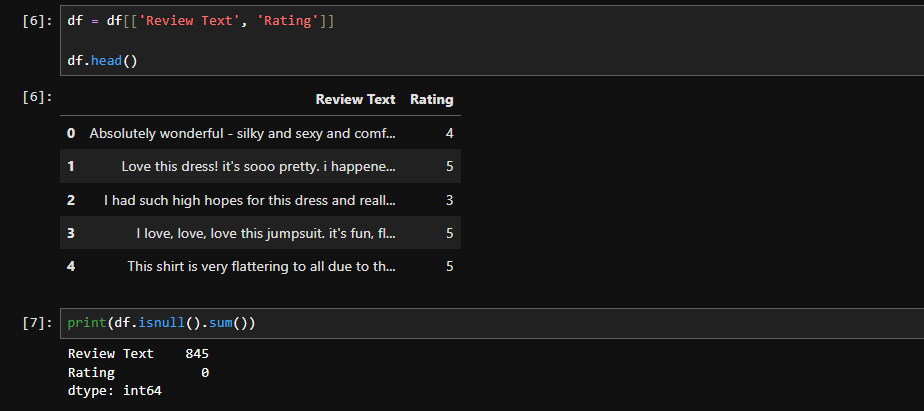 [6]: df = df[['Review Text', 'Rating']]
df.head()
[6]: Review Text Rating
0 Absolutely wonderful - silky and sexy and comf... 4
1 Love this dress! it's sooo pretty. i happene... 5
2 I had such high hopes for this dress and reall... 3
3 I love, love, love this jumpsuit. it's fun, fl... 5
4 This shirt is very flattering to all due to th... 5
[7]: print(df.isnull().sum())
Review Text 845
Rating 0
dtype: int64